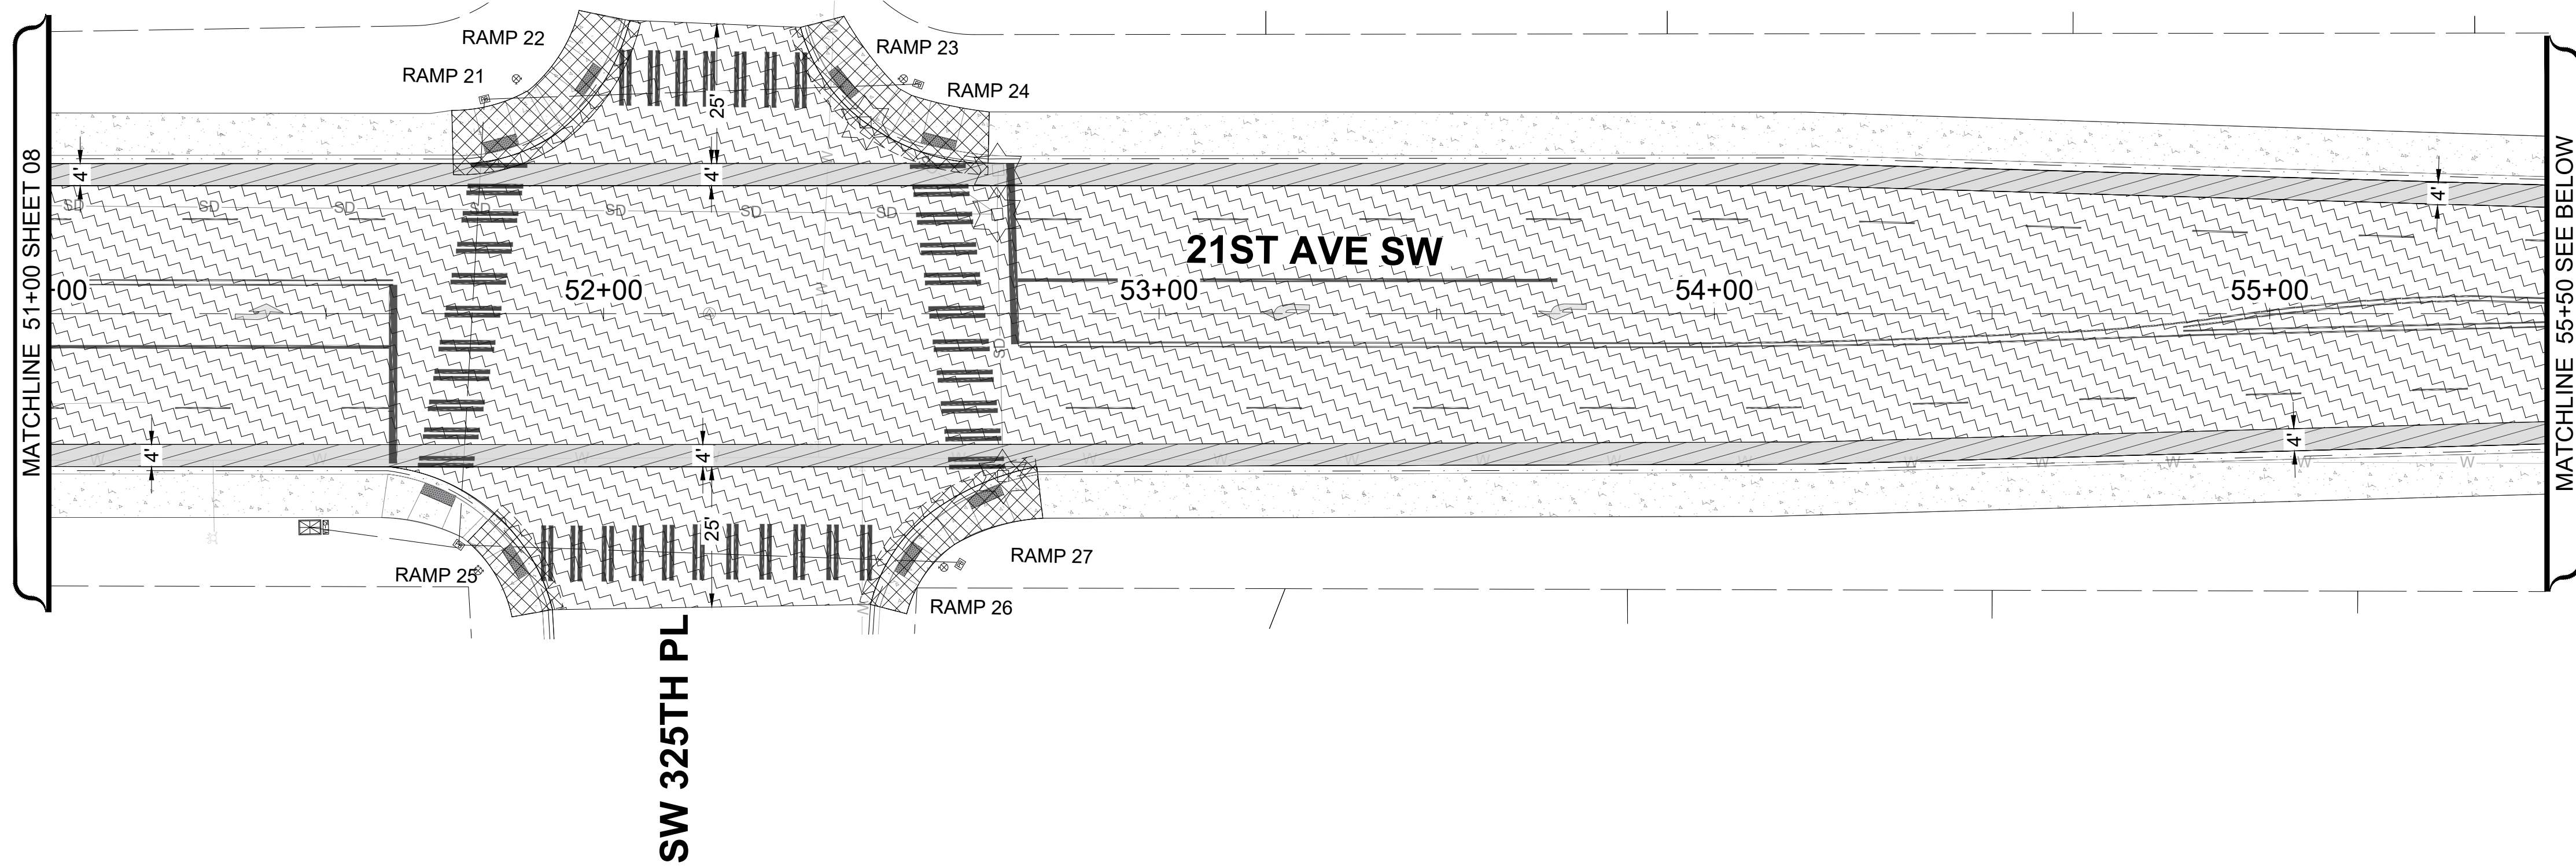 RAMP 22
RAMP 23
RAMP 21
RAMP 24
25'
MATCHLINE 51+00 SHEET 08
4'
4'
4'
SD
SD
SD
SD
SD
SD
SD
21ST AVE SW
-00
52+00
53+00
54+00
55+00
W
W
W
SD
MATCHLINE 55+50 SEE BELOW
4'
4'
4'
W
W
W
W
W
W
W
W
W
W
W
W
W
W
25'
RAMP 25
RAMP 27
RAMP 26
W
SW 325TH PL